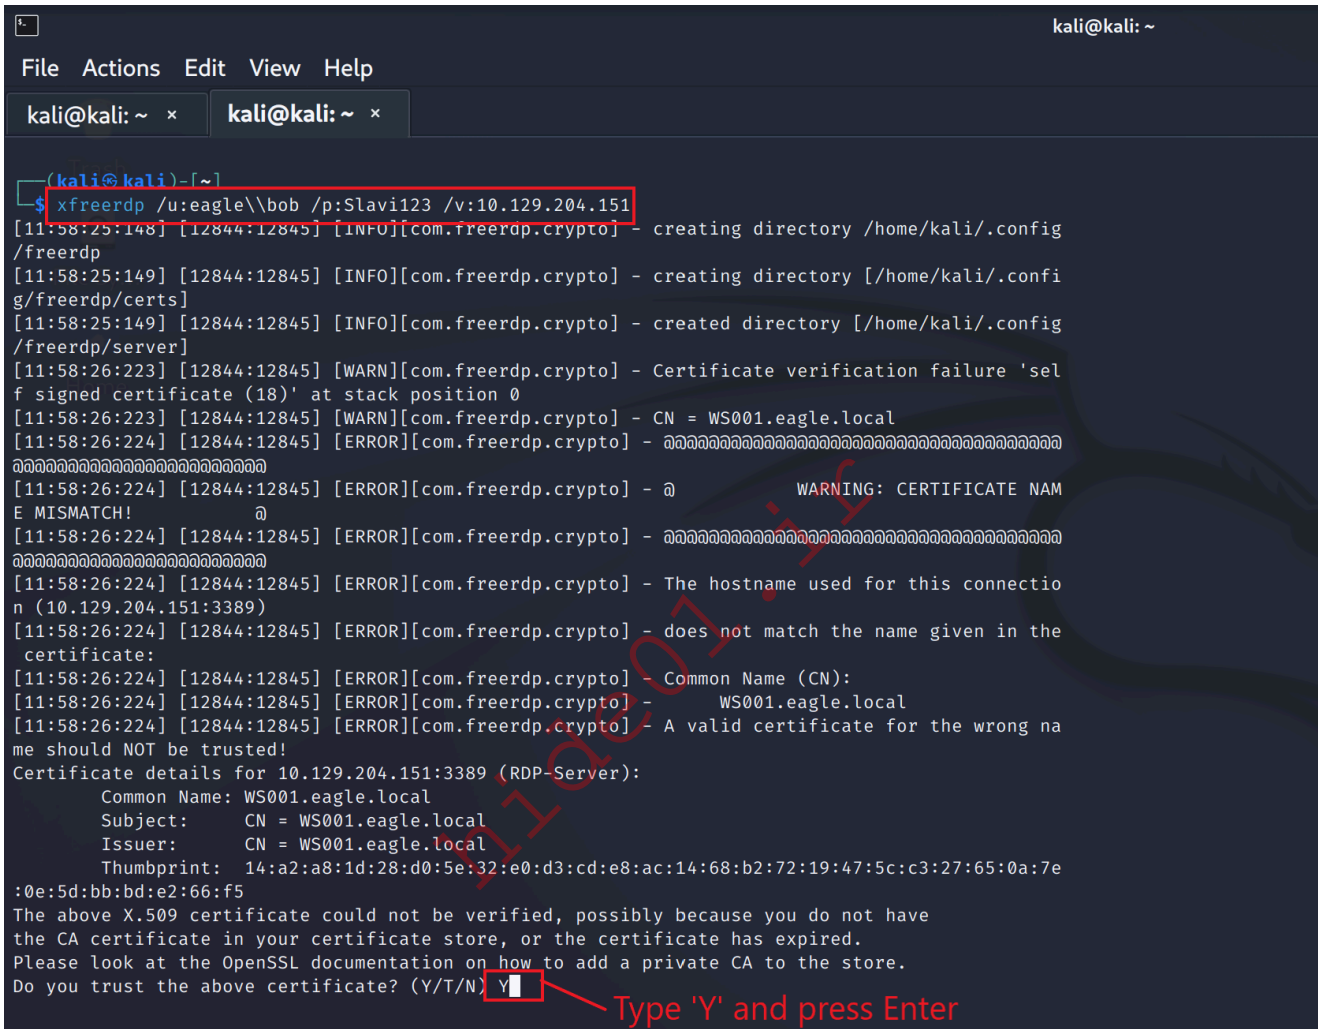 kali@kali: ~
File Actions Edit View Help
kali@kali: ~ × kali@kali: ~ ×
(kali㉿kali)-[~]
$ xfreerdp /u:eagle\\bob /p:Slavi123 /v:10.129.204.151
[11:58:25:148] [12844:12845] [INFO][com.freerdp.crypto] - creating directory /home/kali/.config
/freerdp
[11:58:25:149] [12844:12845] [INFO][com.freerdp.crypto] - creating directory [/home/kali/.confi
g/freerdp/certs]
[11:58:25:149] [12844:12845] [INFO][com.freerdp.crypto] - created directory [/home/kali/.config
/freerdp/server]
[11:58:26:223] [12844:12845] [WARN][com.freerdp.crypto] - Certificate verification failure 'sel
f signed certificate (18)' at stack position 0
[11:58:26:223] [12844:12845] [WARN][com.freerdp.crypto] - CN = WS001.eagle.local
[11:58:26:224] [12844:12845] [ERROR][com.freerdp.crypto] - @@@@@@@@@@@@@@@@@@@@@@@@@@@@@@@@@@@@
@@@@@@@@@@@@@@@@@@@@@@@
[11:58:26:224] [12844:12845] [ERROR][com.freerdp.crypto] - @           WARNING: CERTIFICATE NAM
E MISMATCH!           @
[11:58:26:224] [12844:12845] [ERROR][com.freerdp.crypto] - @@@@@@@@@@@@@@@@@@@@@@@@@@@@@@@@@@@@
@@@@@@@@@@@@@@@@@@@@@@@
[11:58:26:224] [12844:12845] [ERROR][com.freerdp.crypto] - The hostname used for this connectio
n (10.129.204.151:3389)
[11:58:26:224] [12844:12845] [ERROR][com.freerdp.crypto] - does not match the name given in the
 certificate:
[11:58:26:224] [12844:12845] [ERROR][com.freerdp.crypto] - Common Name (CN):
[11:58:26:224] [12844:12845] [ERROR][com.freerdp.crypto] -      WS001.eagle.local
[11:58:26:224] [12844:12845] [ERROR][com.freerdp.crypto] - A valid certificate for the wrong na
me should NOT be trusted!
Certificate details for 10.129.204.151:3389 (RDP-Server):
        Common Name: WS001.eagle.local
        Subject:     CN = WS001.eagle.local
        Issuer:      CN = WS001.eagle.local
        Thumbprint:  14:a2:a8:1d:28:d0:5e:32:e0:d3:cd:e8:ac:14:68:b2:72:19:47:5c:c3:27:65:0a:7e
:0e:5d:bb:bd:e2:66:f5
The above X.509 certificate could not be verified, possibly because you do not have
the CA certificate in your certificate store, or the certificate has expired.
Please look at the OpenSSL documentation on how to add a private CA to the store.
Do you trust the above certificate? (Y/T/N) Y
Type 'Y' and press Enter
hide01.ir